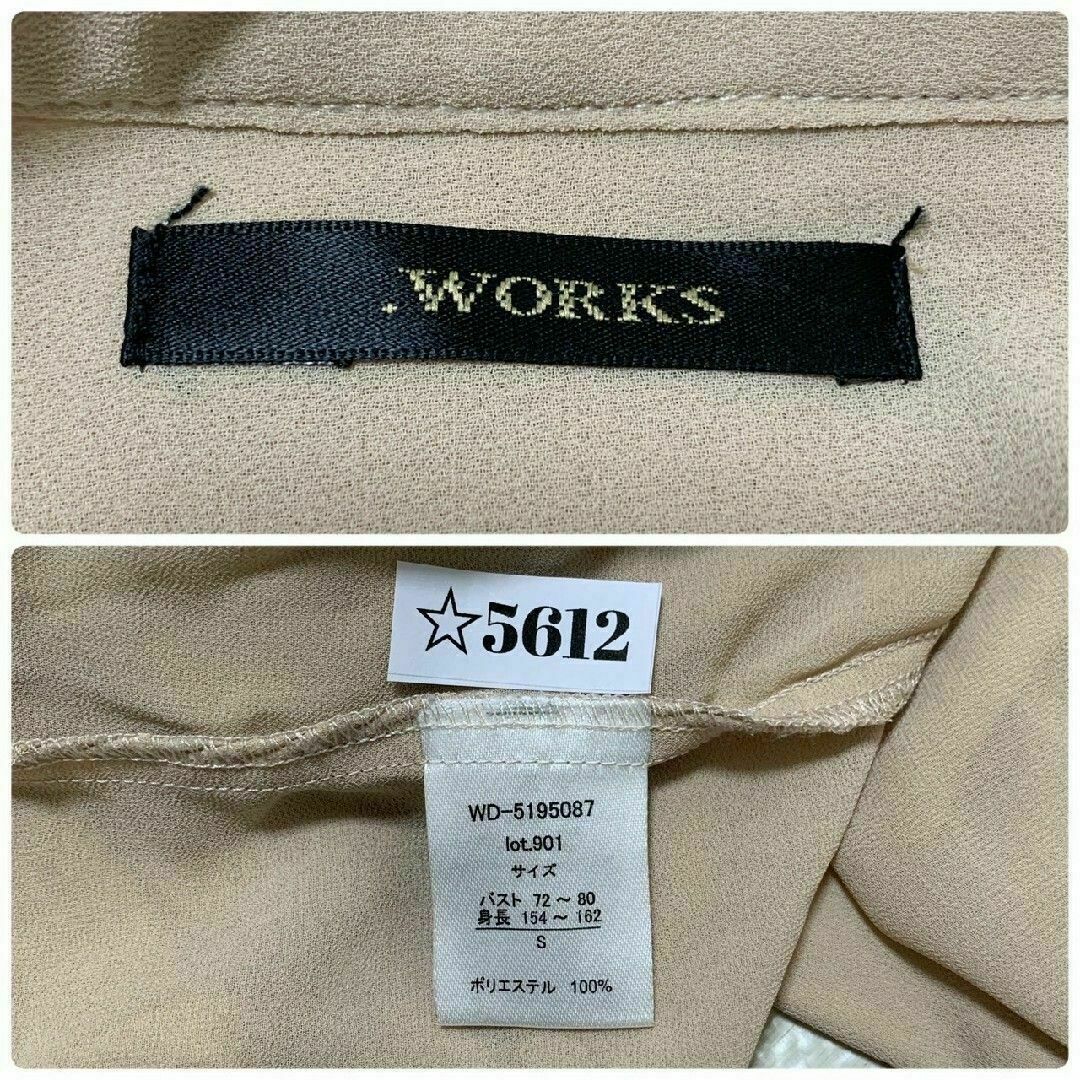 .WORKS
☆5612
WD-5195087
lot.901
サイズ
バスト 72～80
身長 154～162
S
ポリエステル 100%